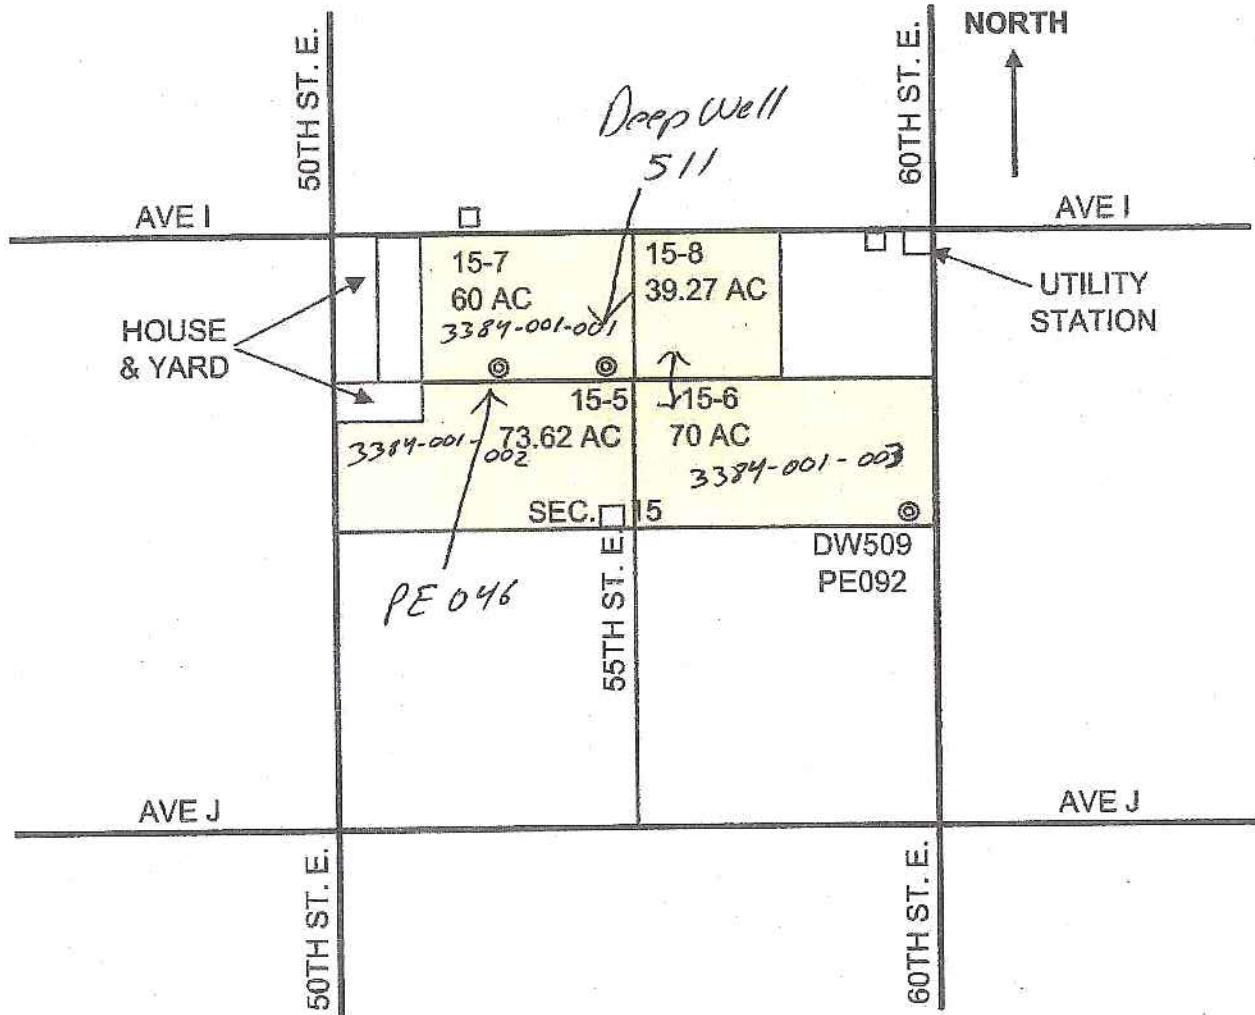 50TH ST. E.
60TH ST. E.
NORTH
Deep Well
511
AVE I
AVE I
15-7
60 AC
3384-001-001
15-8
39.27 AC
UTILITY
STATION
HOUSE
& YARD
15-5
73.62 AC
3384-001-
002
15-6
70 AC
3384-001-003
SEC. 15
DW509
PE092
PE 046
55TH ST. E.
AVE J
AVE J
50TH ST. E.
60TH ST. E.